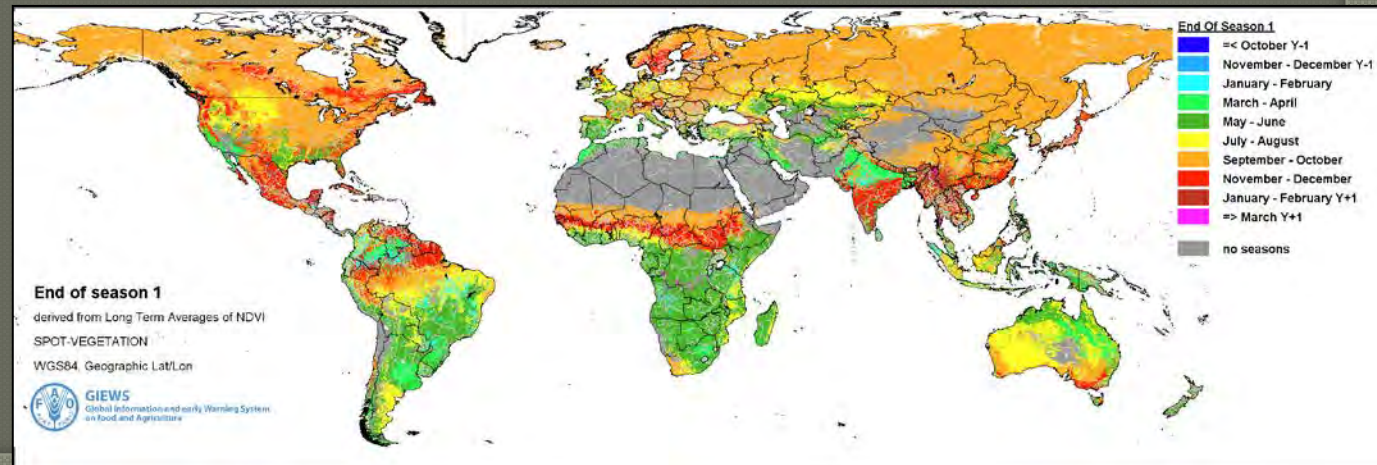 End Of Season 1
=< October Y-1
November - December Y-1
January - February
March - April
May - June
July - August
September - October
November - December
January - February Y+1
=> March Y+1
no seasons
End of season 1
derived from Long Term Averages of NDVI
SPOT-VEGETATION
WGS84, Geographic Lat/Lon
F A O
GIEWS
Global Information and early Warning System
on food and Agriculture